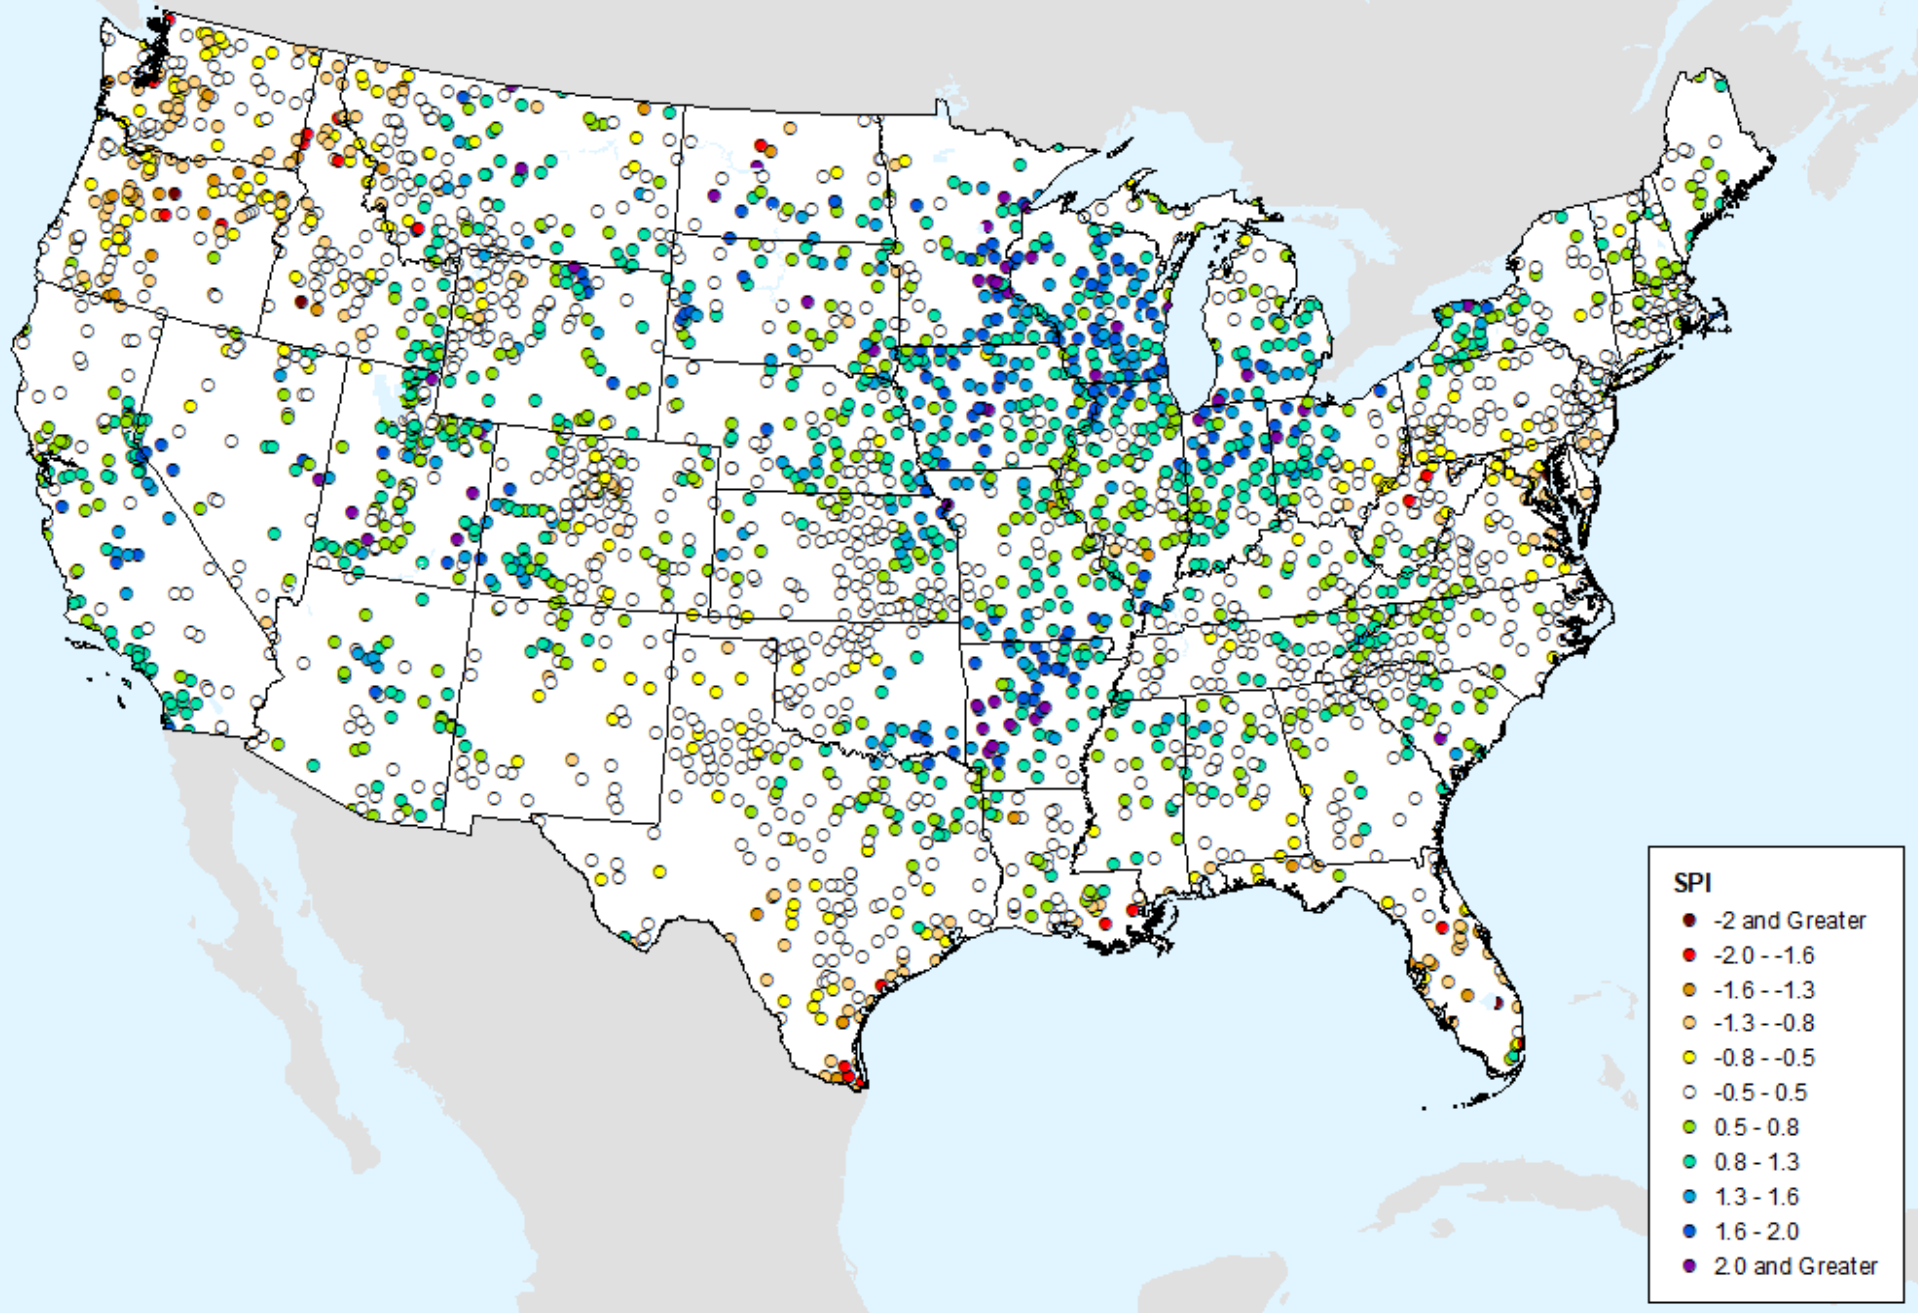 SPI
-2 and Greater
-2.0 - -1.6
-1.6 - -1.3
-1.3 - -0.8
-0.8 - -0.5
-0.5 - 0.5
0.5 - 0.8
0.8 - 1.3
1.3 - 1.6
1.6 - 2.0
2.0 and Greater